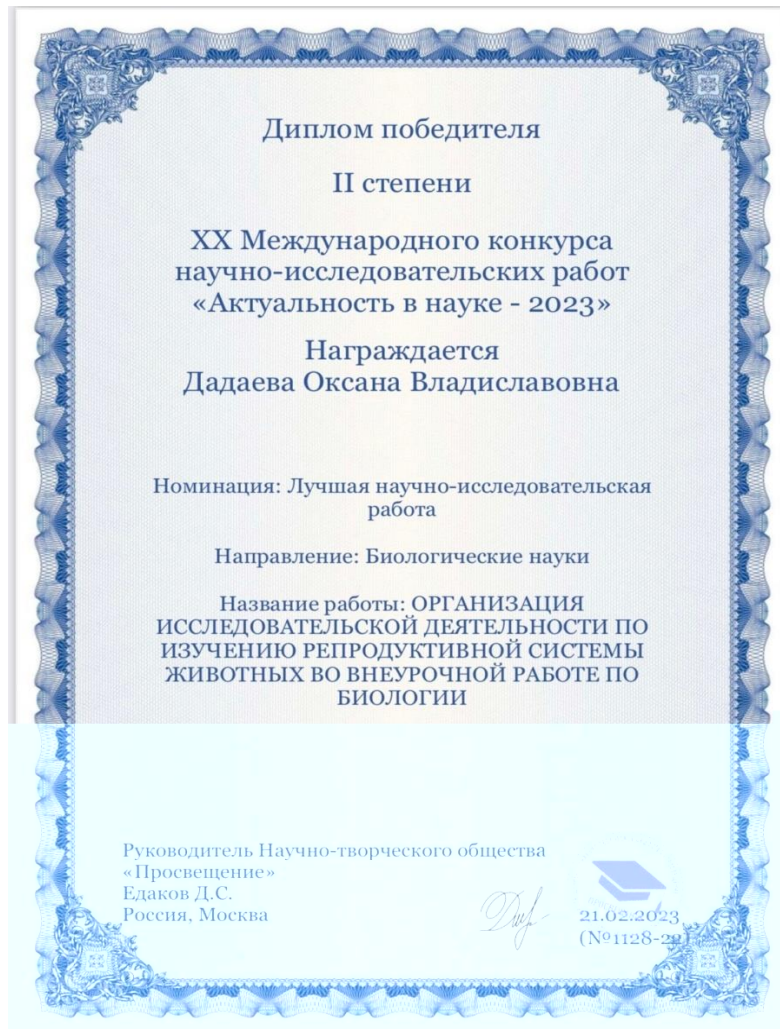 Диплом победителя
II степени
XX Международного конкурса
научно-исследовательских работ
«Актуальность в науке - 2023»
Награждается
Дадаева Оксана Владиславовна
Номинация: Лучшая научно-исследовательская
работа
Направление: Биологические науки
Название работы: ОРГАНИЗАЦИЯ
ИССЛЕДОВАТЕЛЬСКОЙ ДЕЯТЕЛЬНОСТИ ПО
ИЗУЧЕНИЮ РЕПРОДУКТИВНОЙ СИСТЕМЫ
ЖИВОТНЫХ ВО ВНЕУРОЧНОЙ РАБОТЕ ПО
БИОЛОГИИ
Руководитель Научно-творческого общества
«Просвещение»
Едаков Д.С.
Россия, Москва
21.02.2023
(№1128-22)